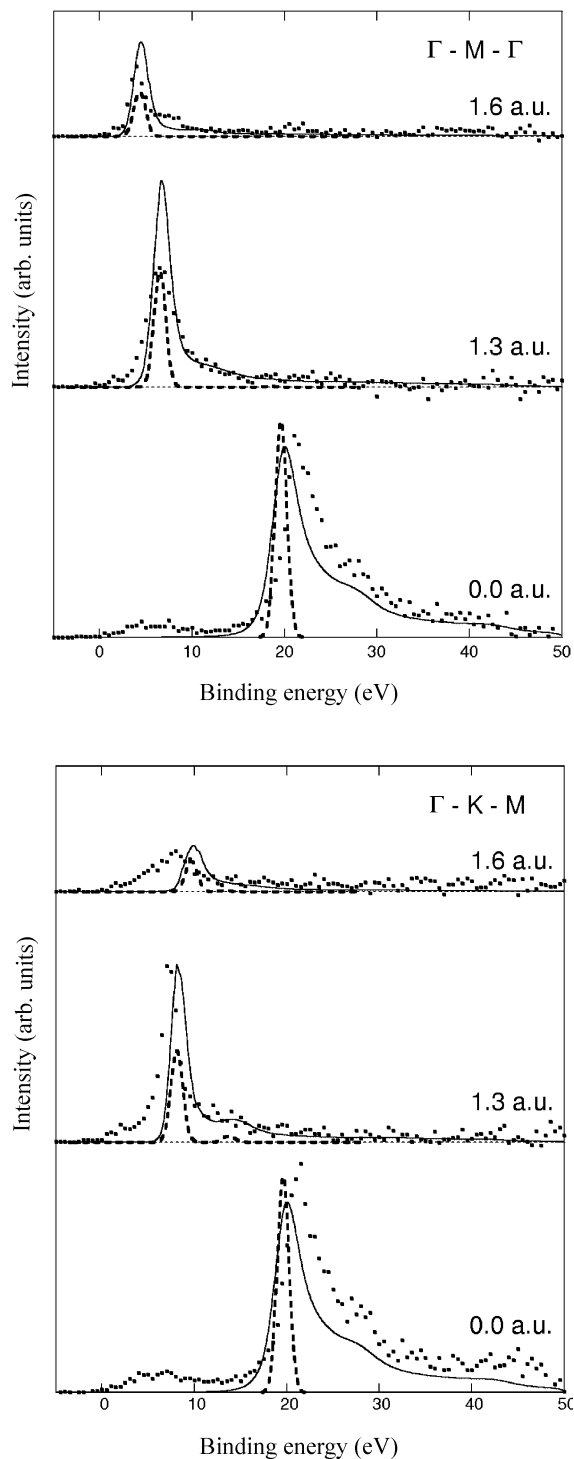 Γ - M - Γ
1.6 a.u.
1.3 a.u.
0.0 a.u.
Intensity (arb. units)
0 10 20 30 40 50
Binding energy (eV)
Γ - K - M
1.6 a.u.
1.3 a.u.
0.0 a.u.
Intensity (arb. units)
0 10 20 30 40 50
Binding energy (eV)